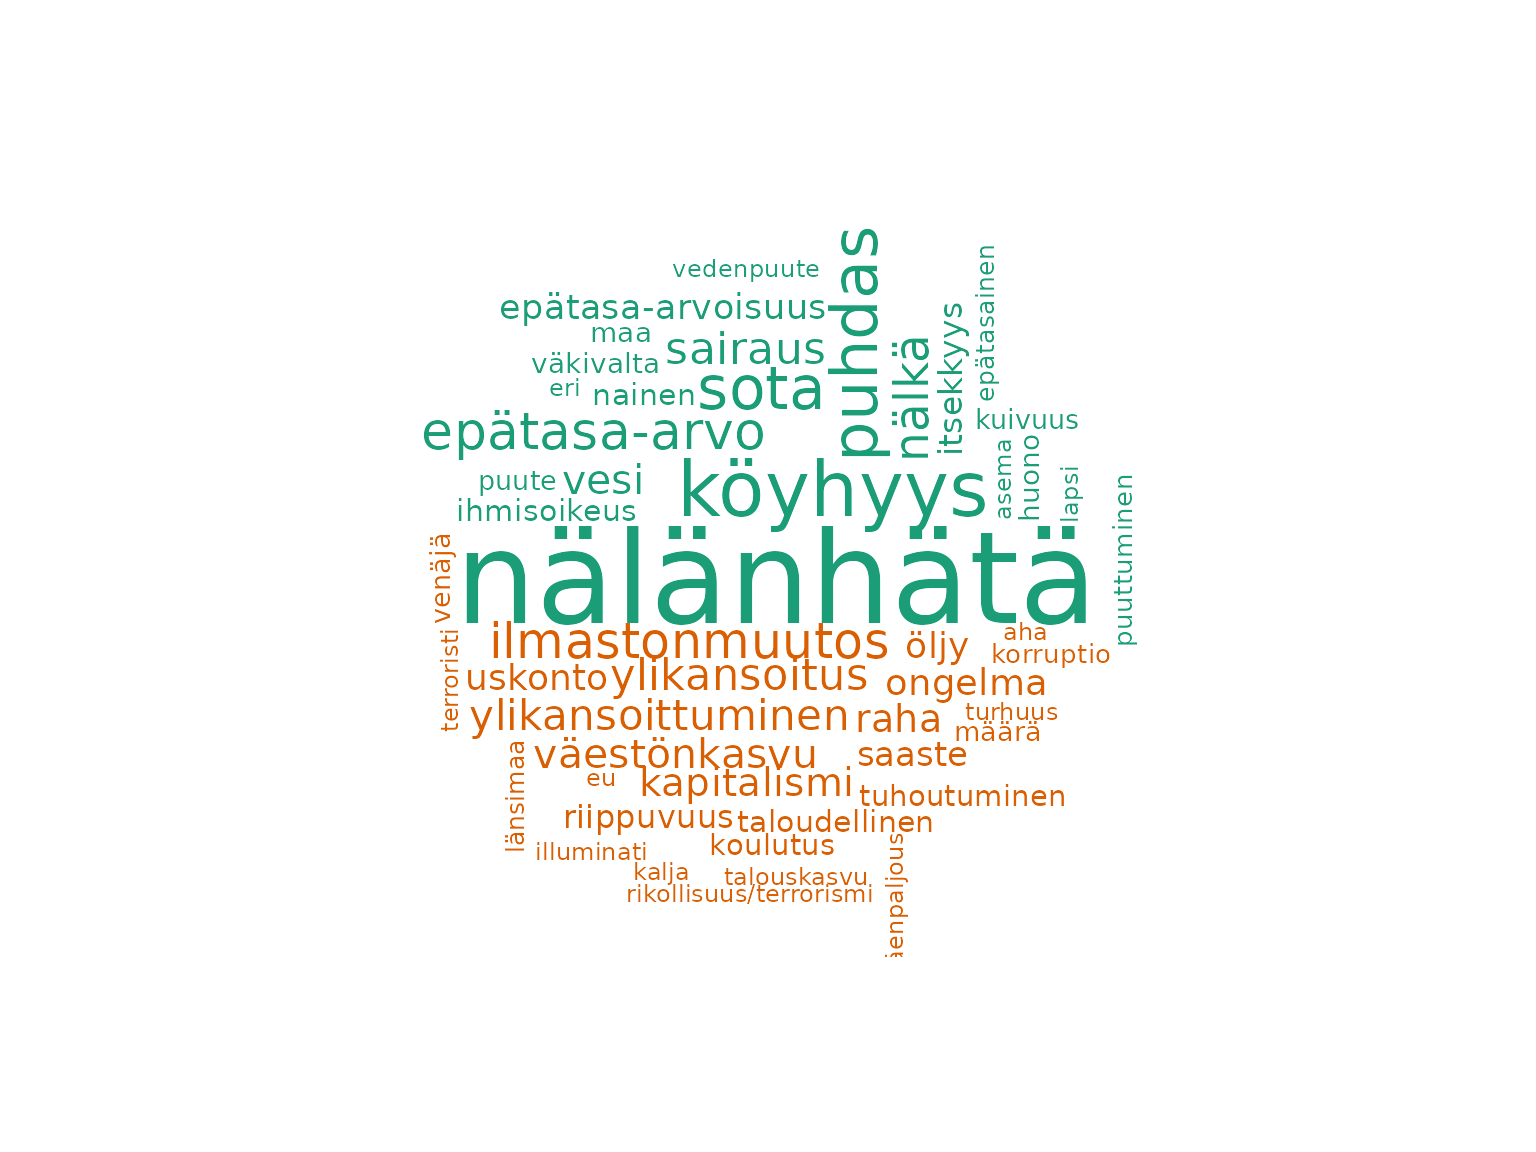 vedenpuute
epätasa-arvoisuus
maa
sairaus
väkivalta
eri
nainen
sota
puhdas
nälkä
itsekkyys
epätasainen
kuivuus
epätasa-arvo
puute
vesi
ihmisoikeus
köyhyys
asema
huono
lapsi
puuttuminen
nälänhätä
venäjä
terroristi
ilmastonmuutos
öljy
aha
korruptio
uskonto
ylikansoitus
ongelma
ylikansoittuminen
raha
turhuus
määrä
länsimaa
väestönkasvu
saaste
eu
kapitalismi
tuhoutuminen
riippuvuus
taloudellinen
illuminati
koulutus
kalja
talouskasvu
rikollisuus/terrorismi